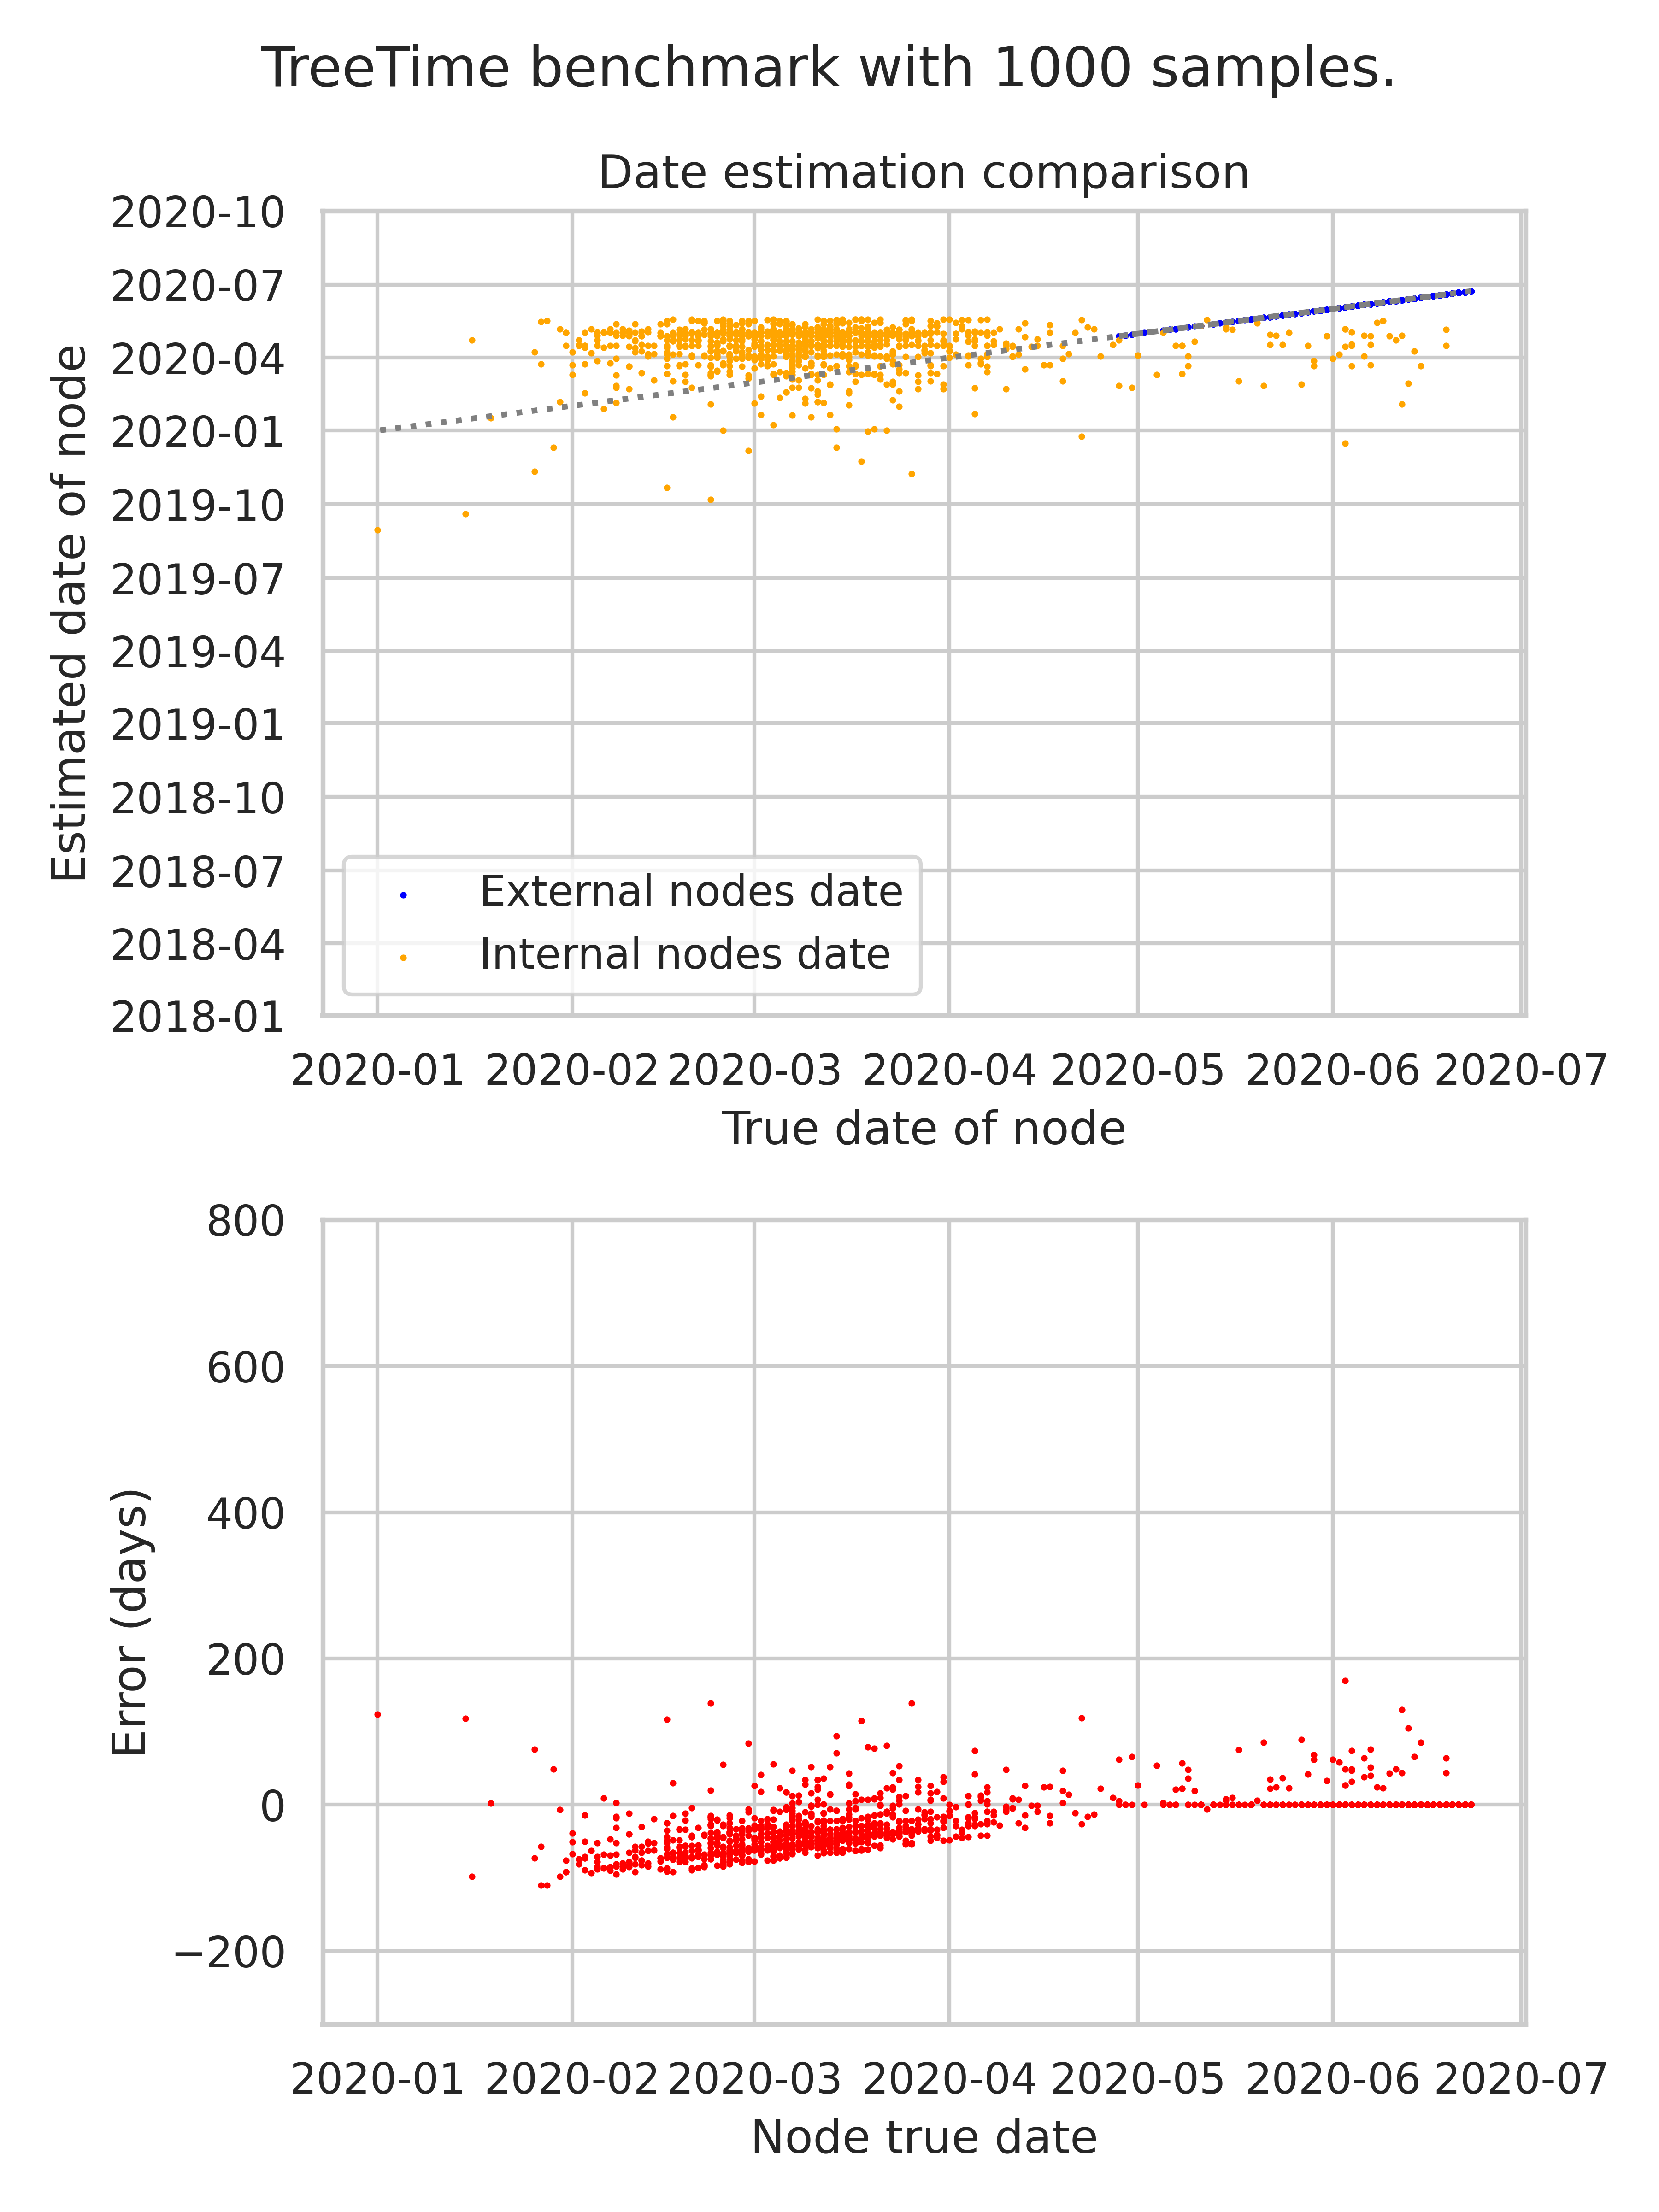 TreeTime benchmark with 1000 samples.
Date estimation comparison
2020-10
2020-07
2020-04
2020-01
2019-10
2019-07
2019-04
2019-01
2018-10
2018-07
2018-04
2018-01
Estimated date of node
External nodes date
Internal nodes date
2020-01 2020-02 2020-03 2020-04 2020-05 2020-06 2020-07
True date of node
800
600
400
200
0
−200
Error (days)
2020-01 2020-02 2020-03 2020-04 2020-05 2020-06 2020-07
Node true date